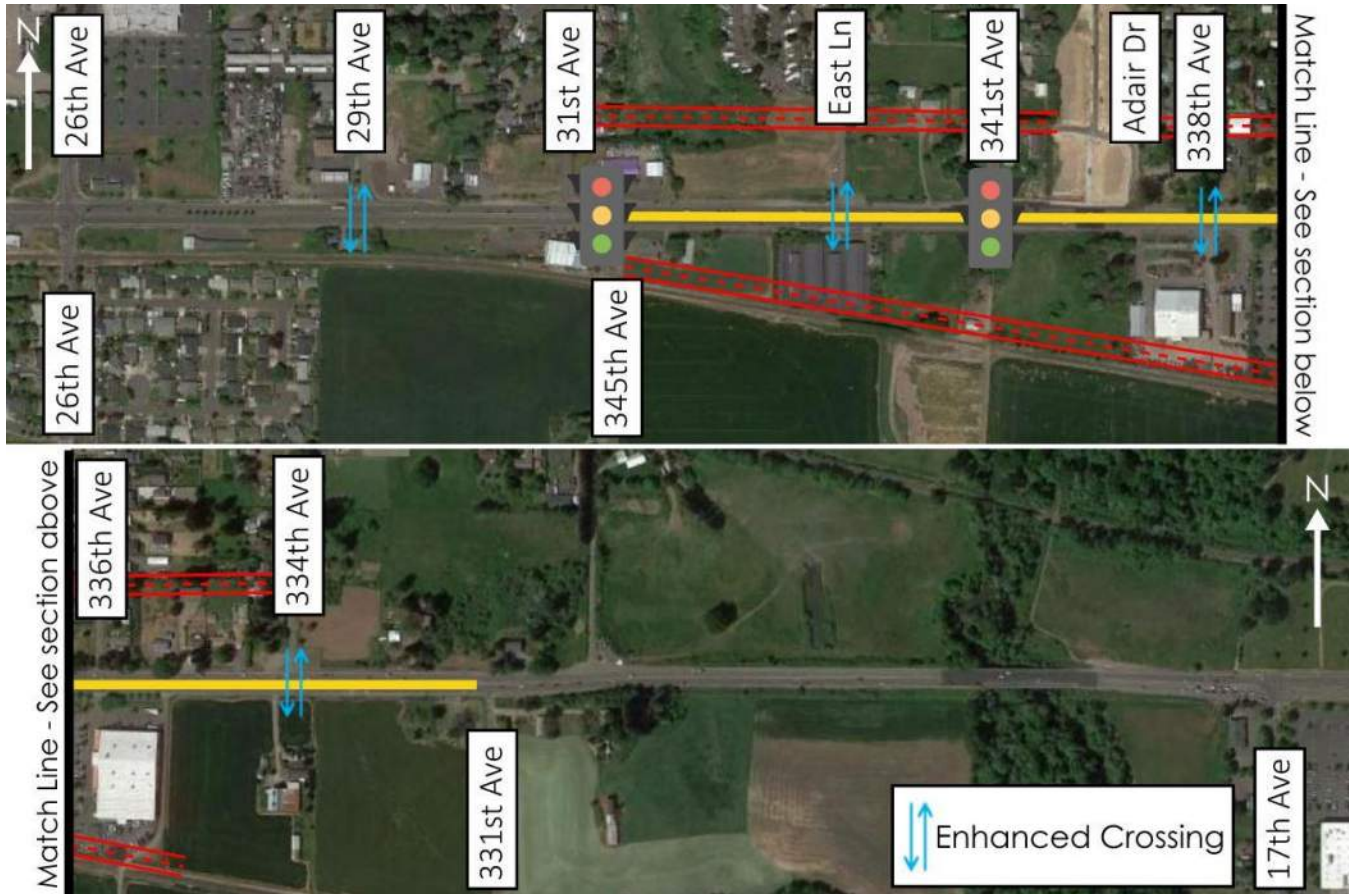 N
26th Ave
29th Ave
31st Ave
East Ln
341st Ave
Adair Dr
338th Ave
Match Line - See section below
26th Ave
345th Ave
Match Line - See section above
336th Ave
334th Ave
331st Ave
N
17th Ave
Enhanced Crossing